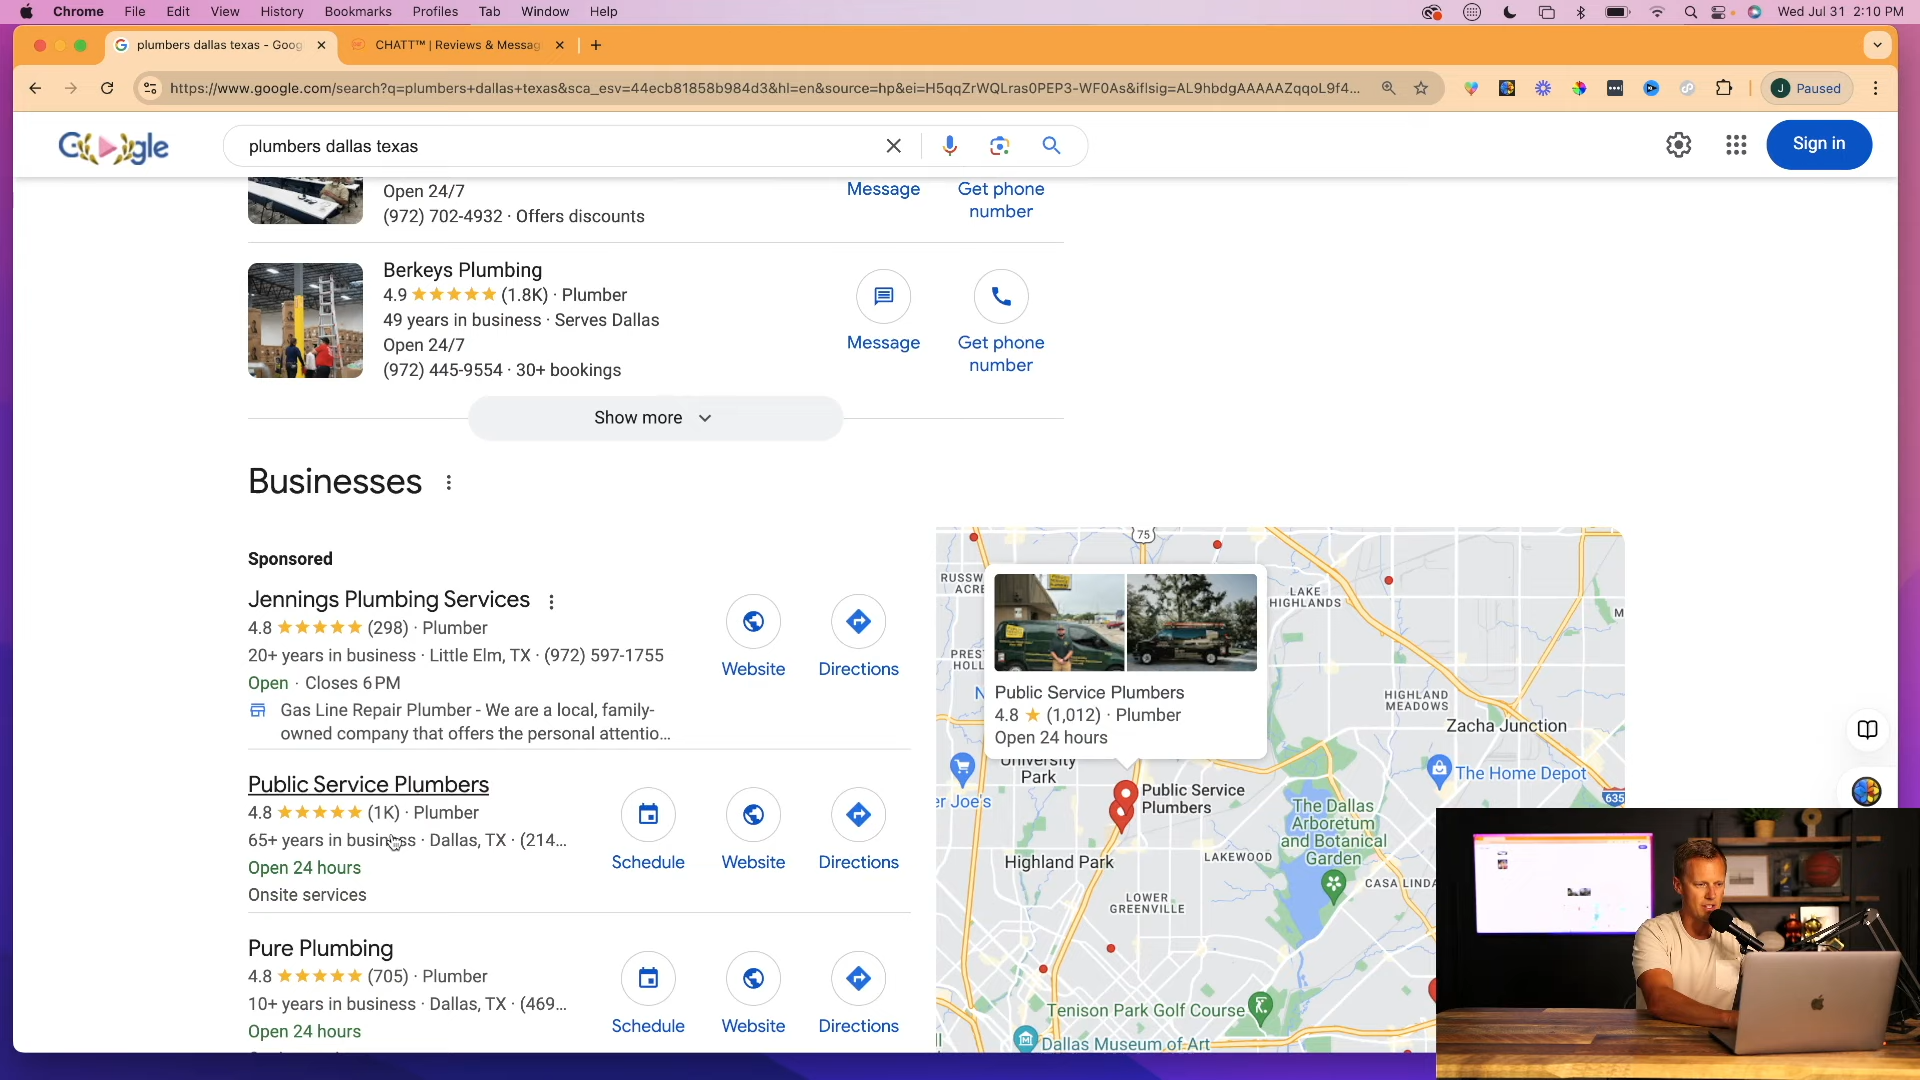 Chrome File Edit View History Bookmarks Profiles Tab Window Help Wed Jul 31 2:10 PM
plumbers dallas texas - Goog CHATT™ | Reviews & Messag
https://www.google.com/search?q=plumbers+dallas+texas&sca_esv=44ecb81858b984d3&hl=en&source=hp&ei=H5qqZrWQLras0PEP3-WF0As&iflsig=AL9hbdgAAAAAZqqoL9f4... J Paused
Google plumbers dallas texas Sign in
Open 24/7
(972) 702-4932 · Offers discounts
Message
Get phone
number
Berkeys Plumbing
4.9 (1.8K) · Plumber
49 years in business · Serves Dallas
Open 24/7
(972) 445-9554 · 30+ bookings
Message
Get phone
number
Show more
Businesses
Sponsored
Jennings Plumbing Services
4.8 (298) · Plumber
20+ years in business · Little Elm, TX · (972) 597-1755
Open · Closes 6 PM
Gas Line Repair Plumber - We are a local, family-
owned company that offers the personal attentio...
Website Directions
Public Service Plumbers
4.8 (1K) · Plumber
65+ years in business · Dallas, TX · (214...
Open 24 hours
Onsite services
Schedule Website Directions
Pure Plumbing
4.8 (705) · Plumber
10+ years in business · Dallas, TX · (469...
Open 24 hours
Schedule Website Directions
75
LAKE
HIGHLANDS
Public Service Plumbers
4.8 (1,012) · Plumber
Open 24 hours
HIGHLAND
MEADOWS
Zacha Junction
University
Park
The Home Depot
635
er Joe's
Public Service
Plumbers
The Dallas
Arboretum
and Botanical
Garden
Highland Park
LAKEWOOD
CASA LINDA
LOWER
GREENVILLE
Tenison Park Golf Course
Dallas Museum of Art